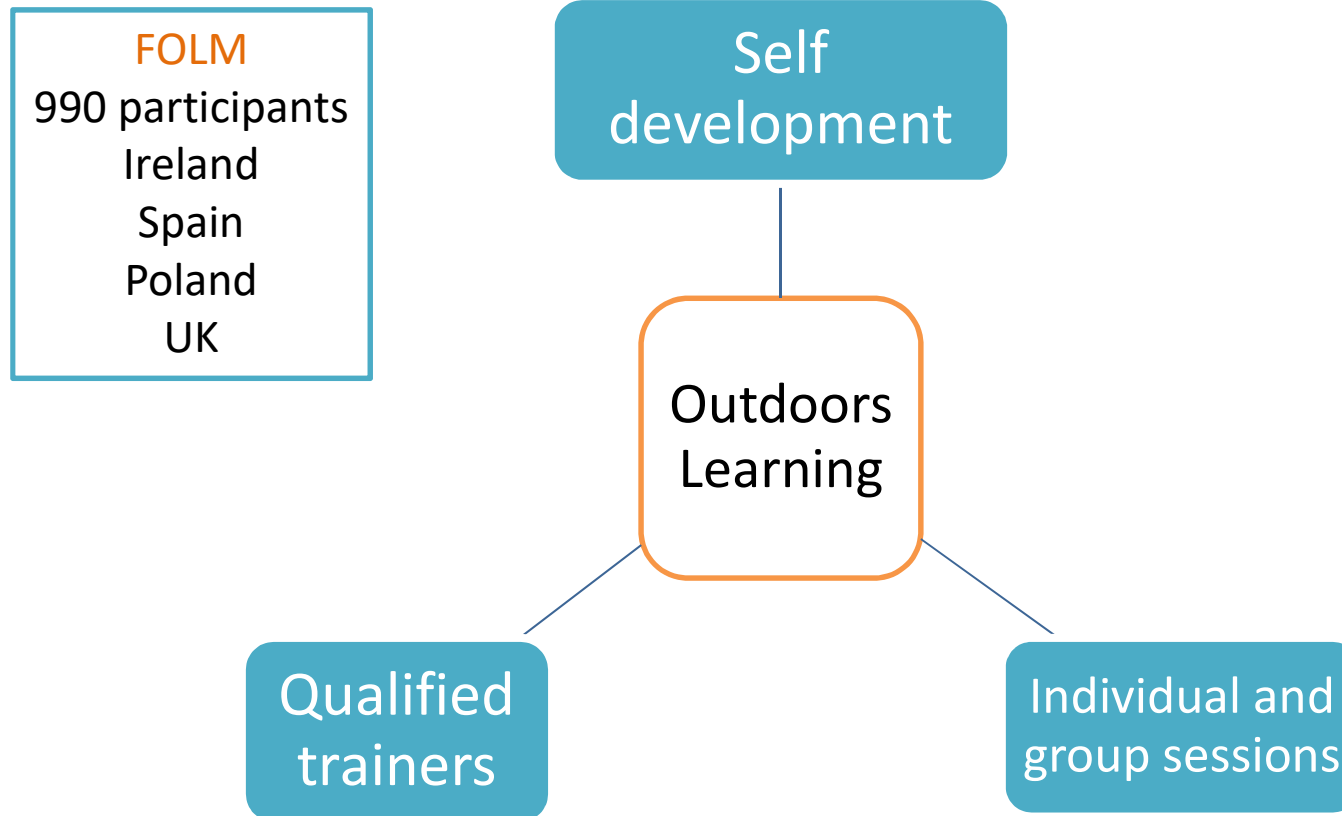 FOLM
990 participants
Ireland
Spain
Poland
UK
Self
development
Outdoors
Learning
Qualified
trainers
Individual and
group sessions